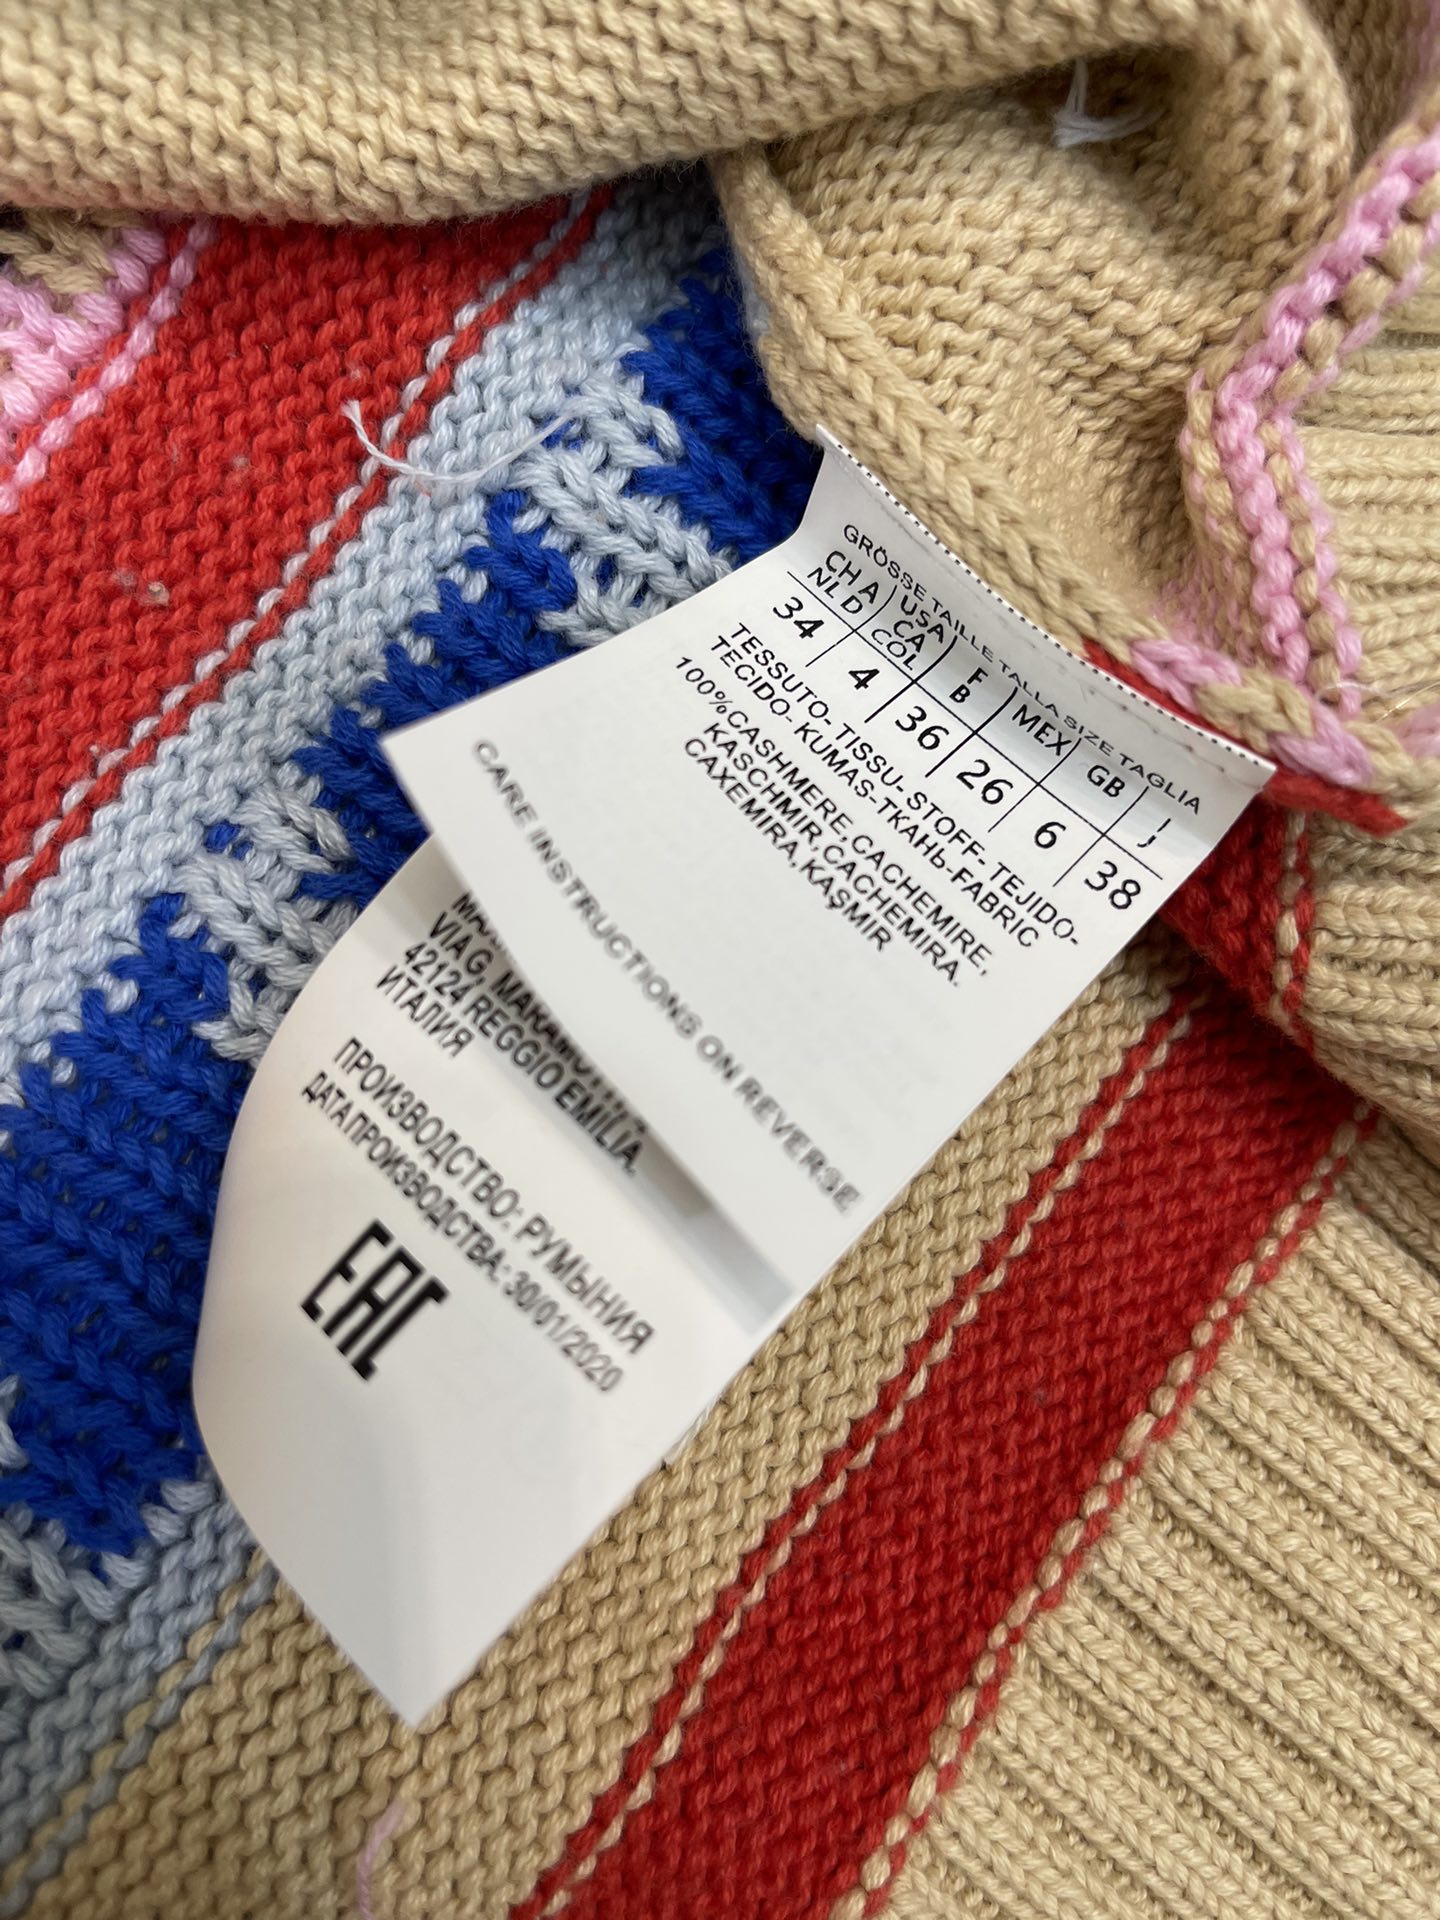 GRÖSSE TAILLE TALLA SIZE TAGLIA
CH A USA F MEX GB I
NL D CA B J
COL
34 4 36 26 6 38
TESSUTO-TISSU-STOFF-TEJIDO-
TECIDO-KUMAS-ТКАНЬ-FABRIC
100%CASHMERE,CACHEMIRE,
KASCHMIR,CACHEMIRA.
CAXEMIRA,KAŞMIR
CARE INSTRUCTIONS ON REVERSE
VIA G.
42124 REGGIO EMILIA,
ИТАЛИЯ
ПРОИЗВОДСТВО: РУМЫНИЯ
ДАТА ПРОИЗВОДСТВА: 30/01/2020
EAC